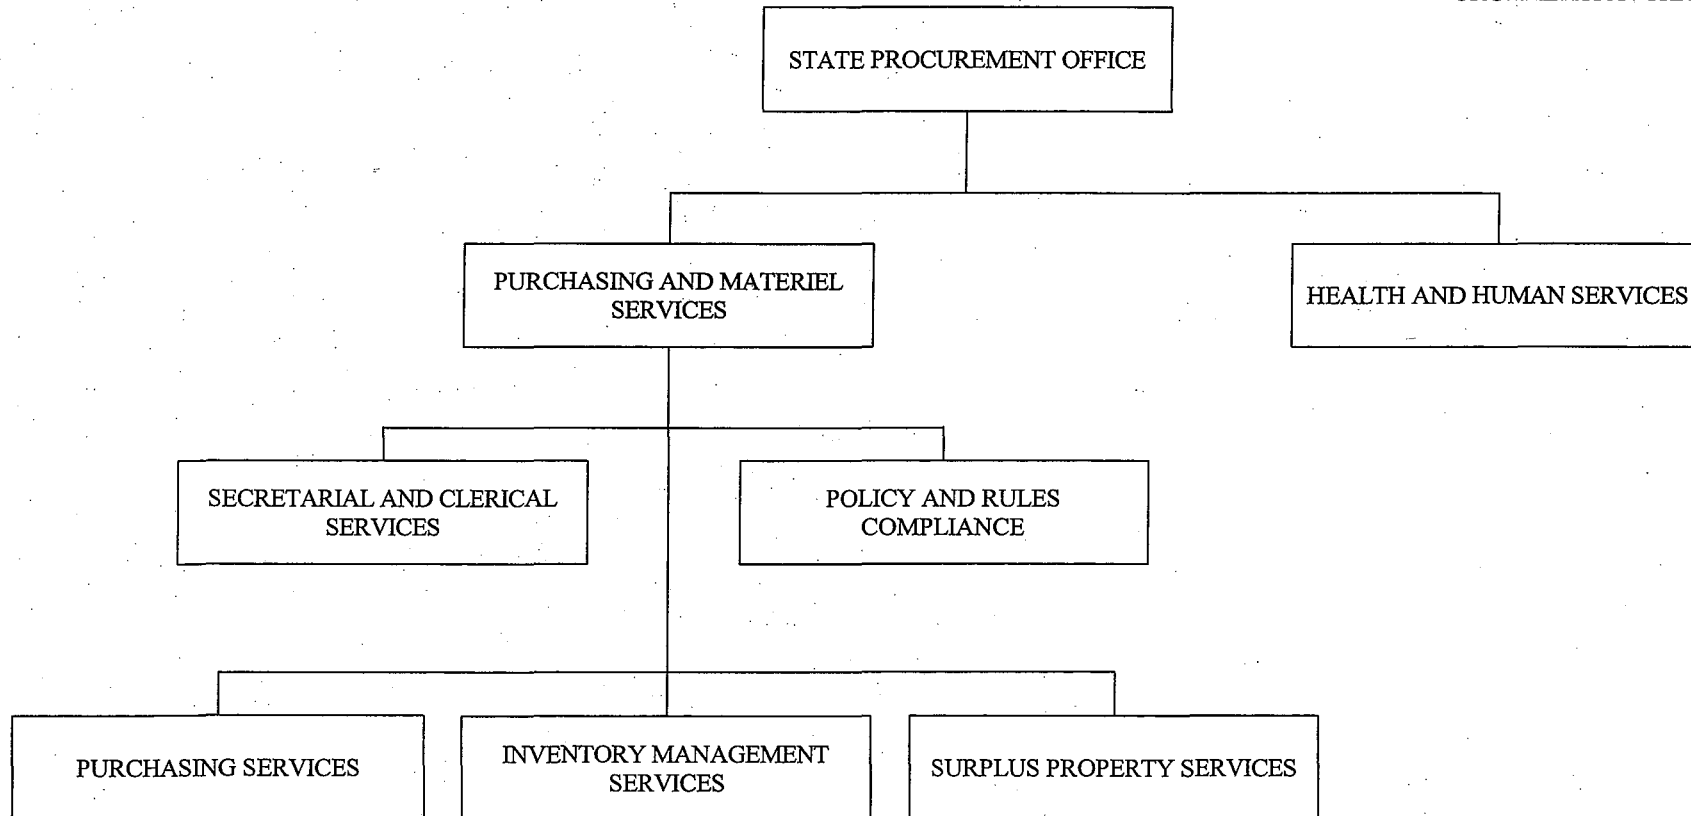 STATE PROCUREMENT OFFICE
PURCHASING AND MATERIEL
SERVICES
HEALTH AND HUMAN SERVICES
SECRETARIAL AND CLERICAL
SERVICES
POLICY AND RULES
COMPLIANCE
PURCHASING SERVICES
INVENTORY MANAGEMENT
SERVICES
SURPLUS PROPERTY SERVICES